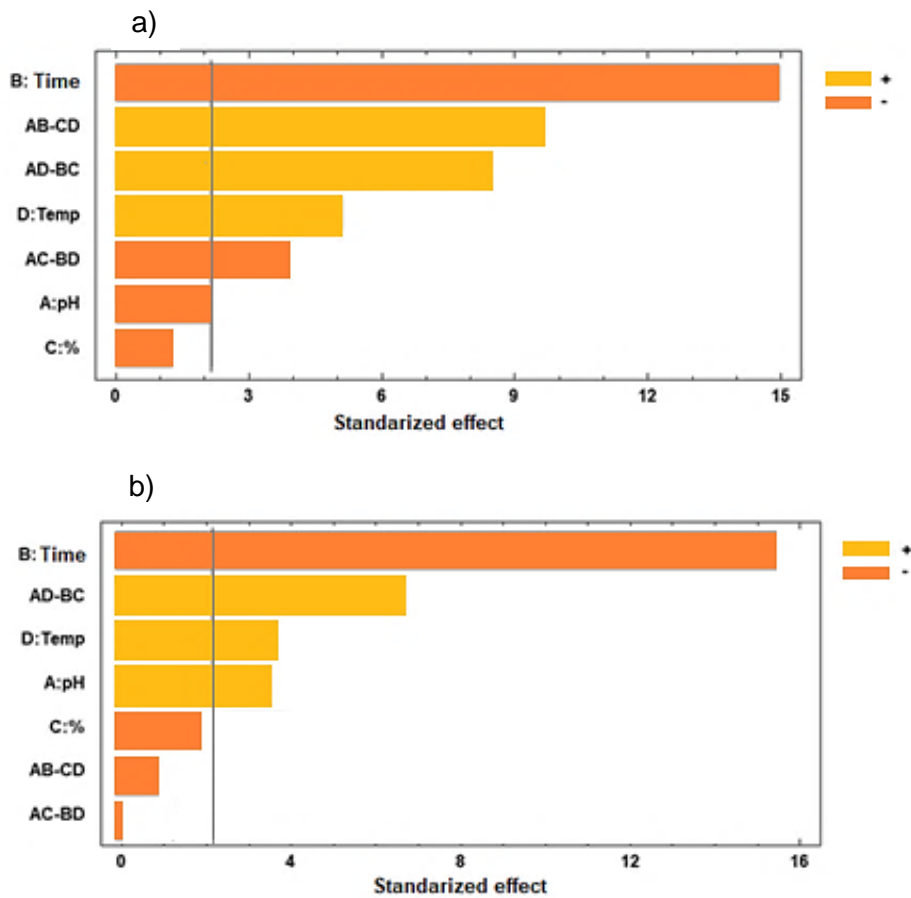 a)
B: Time
AB-CD
AD-BC
D:Temp
AC-BD
A:pH
C:%
0 3 6 9 12 15
Standarized effect
+
-
b)
B: Time
AD-BC
D:Temp
A:pH
C:%
AB-CD
AC-BD
0 4 8 12 16
Standarized effect
+
-